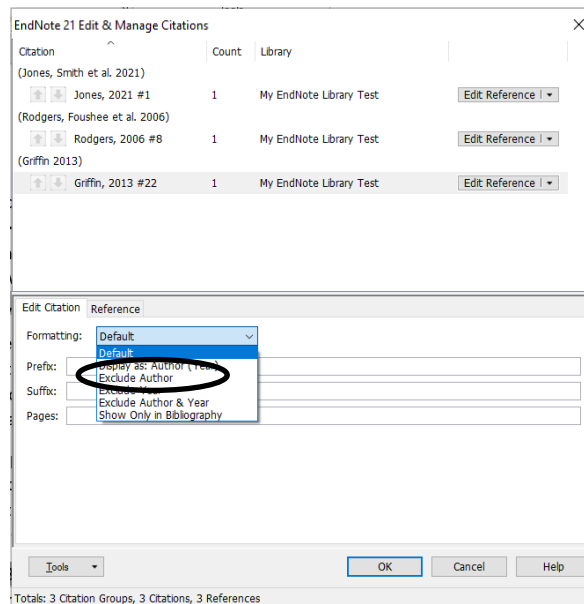 EndNote 21 Edit & Manage Citations
Citation Count Library
(Jones, Smith et al. 2021)
Jones, 2021 #1 1 My EndNote Library Test Edit Reference
(Rodgers, Foushee et al. 2006)
Rodgers, 2006 #8 1 My EndNote Library Test Edit Reference
(Griffin 2013)
Griffin, 2013 #22 1 My EndNote Library Test Edit Reference
Edit Citation Reference
Formatting: Default
Default
Display as: Author (Year)
Prefix:
Exclude Author
Exclude Year
Suffix:
Exclude Author & Year
Show Only in Bibliography
Pages:
Tools OK Cancel Help
Totals: 3 Citation Groups, 3 Citations, 3 References